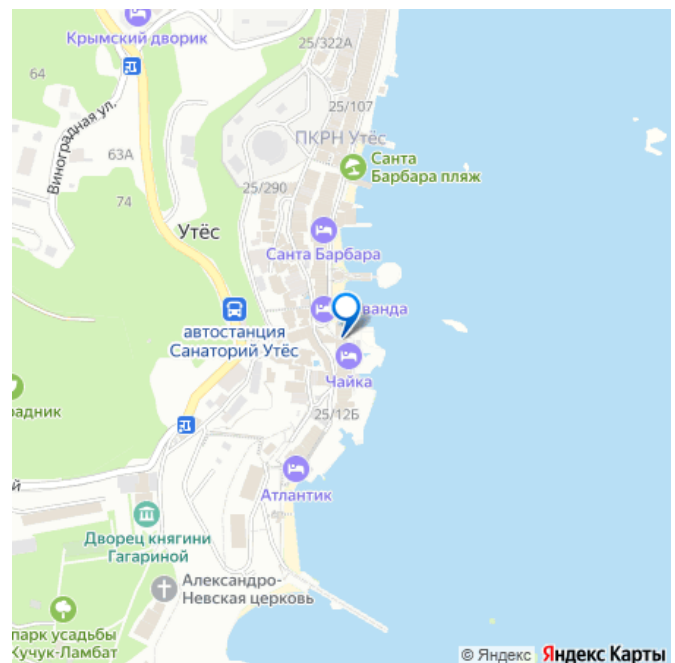 Крымский дворик
25/322А
64
Виноградная ул.
25/107
63А
ПКРН Утёс
Санта
Барбара пляж
74
25/290
Утёс
Санта Барбара
ванда
автостанция
Санаторий Утёс
Чайка
радник
25/12Б
й
Атлантик
Дворец княгини
Гагариной
Александро-
Невская церковь
парк усадьбы
Кучук-Ламбат
© Яндекс Яндекс Карты